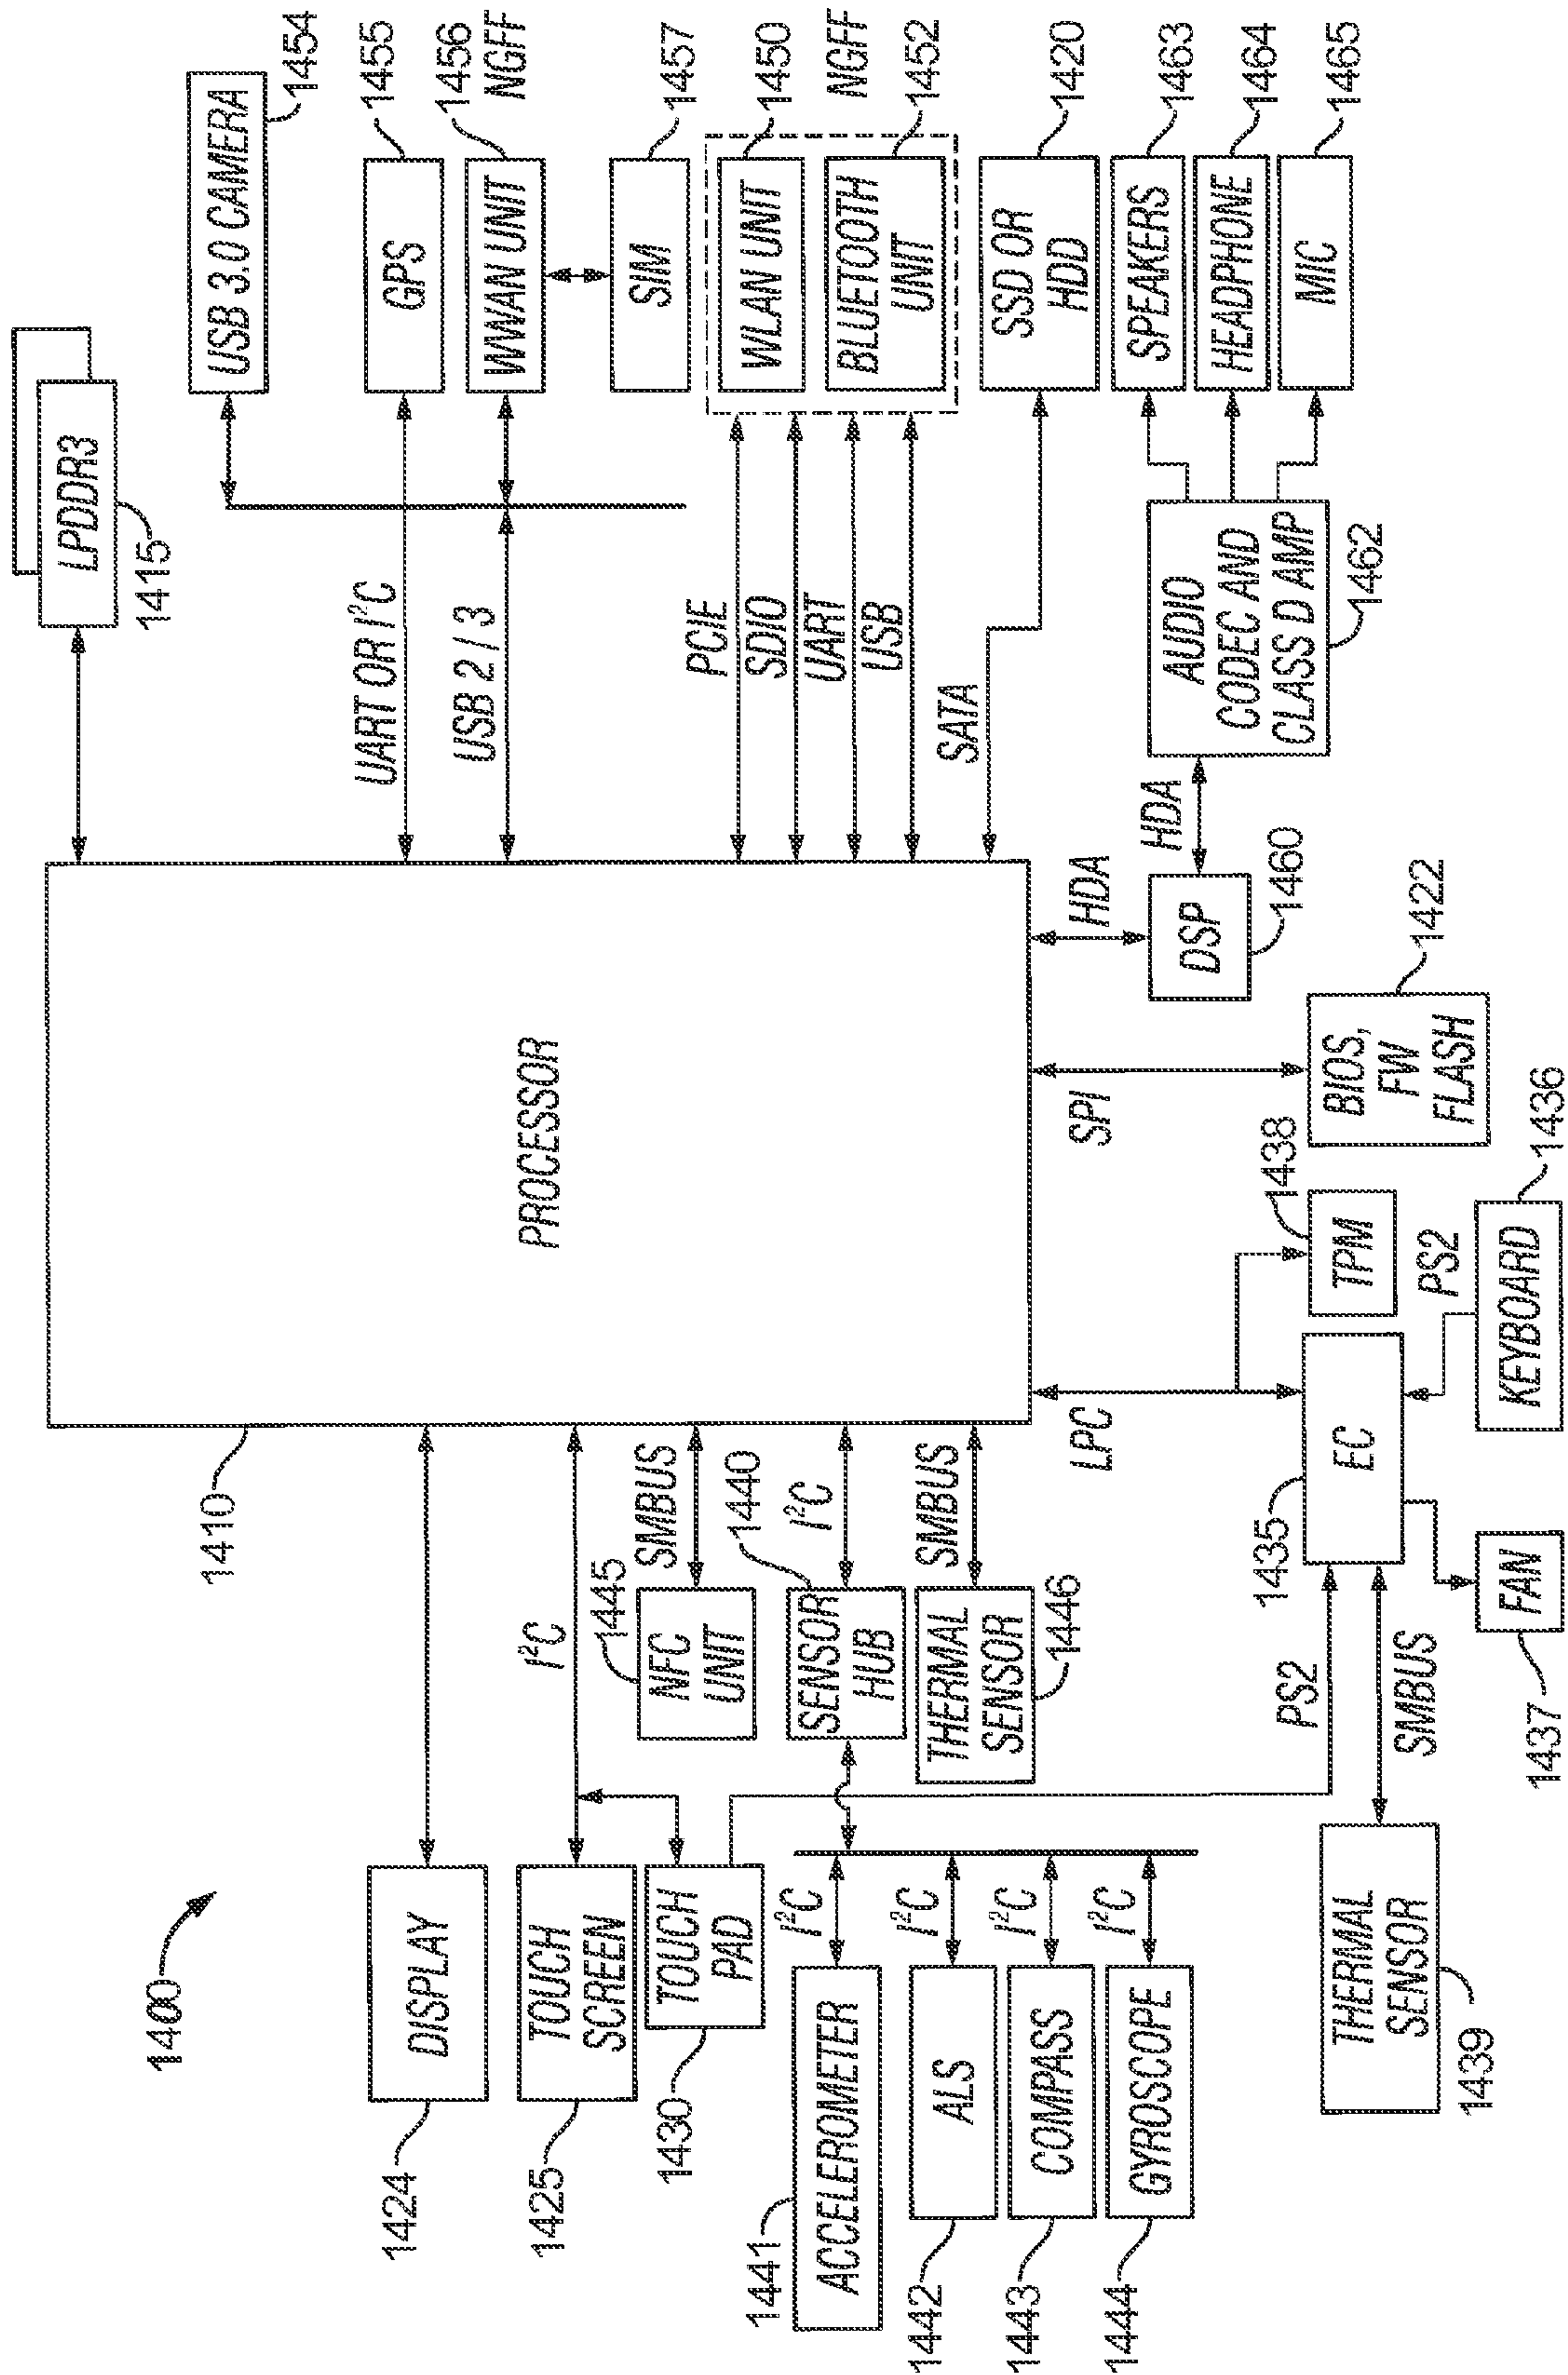 1400
LPDDR3
1415
USB 3.0 CAMERA
1454
1410
PROCESSOR
DISPLAY
1424
UART OR I²C
GPS
1455
I²C
TOUCH
SCREEN
1425
USB 2 / 3
WWAN UNIT
1456
NGFF
SIM
1457
TOUCH
PAD
1430
SMBUS
NFC
UNIT
1445
PCIE
SDIO
UART
USB
WLAN UNIT
1450
NGFF
BLUETOOTH
UNIT
1452
I²C
SENSOR
HUB
1440
SMBUS
THERMAL
SENSOR
1446
SATA
SSD OR
HDD
1420
ACCELEROMETER
I²C
1441
ALS
I²C
1442
COMPASS
I²C
1443
GYROSCOPE
I²C
1444
LPC
SPI
HDA
DSP
1460
HDA
AUDIO
CODEC AND
CLASS D AMP
1462
SPEAKERS
1463
HEADPHONE
1464
MIC
1465
PS2
EC
1435
TPM
1438
BIOS,
FW
FLASH
1422
THERMAL
SENSOR
1439
SMBUS
FAN
1437
PS2
KEYBOARD
1436